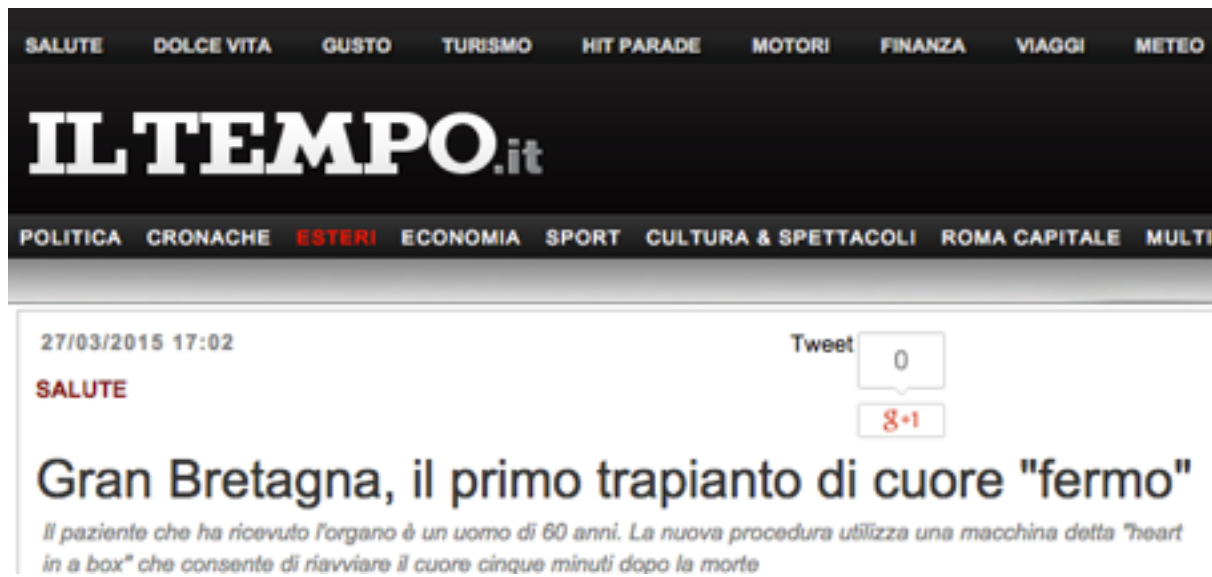 SALUTE DOLCE VITA GUSTO TURISMO HIT PARADE MOTORI FINANZA VIAGGI METEO
IL TEMPO.it
POLITICA CRONACHE ESTERI ECONOMIA SPORT CULTURA & SPETTACOLI ROMA CAPITALE MULTI
27/03/2015 17:02
Tweet 0
SALUTE
g+1
Gran Bretagna, il primo trapianto di cuore "fermo"
Il paziente che ha ricevuto l'organo è un uomo di 60 anni. La nuova procedura utilizza una macchina detta "heart
in a box" che consente di riavviare il cuore cinque minuti dopo la morte